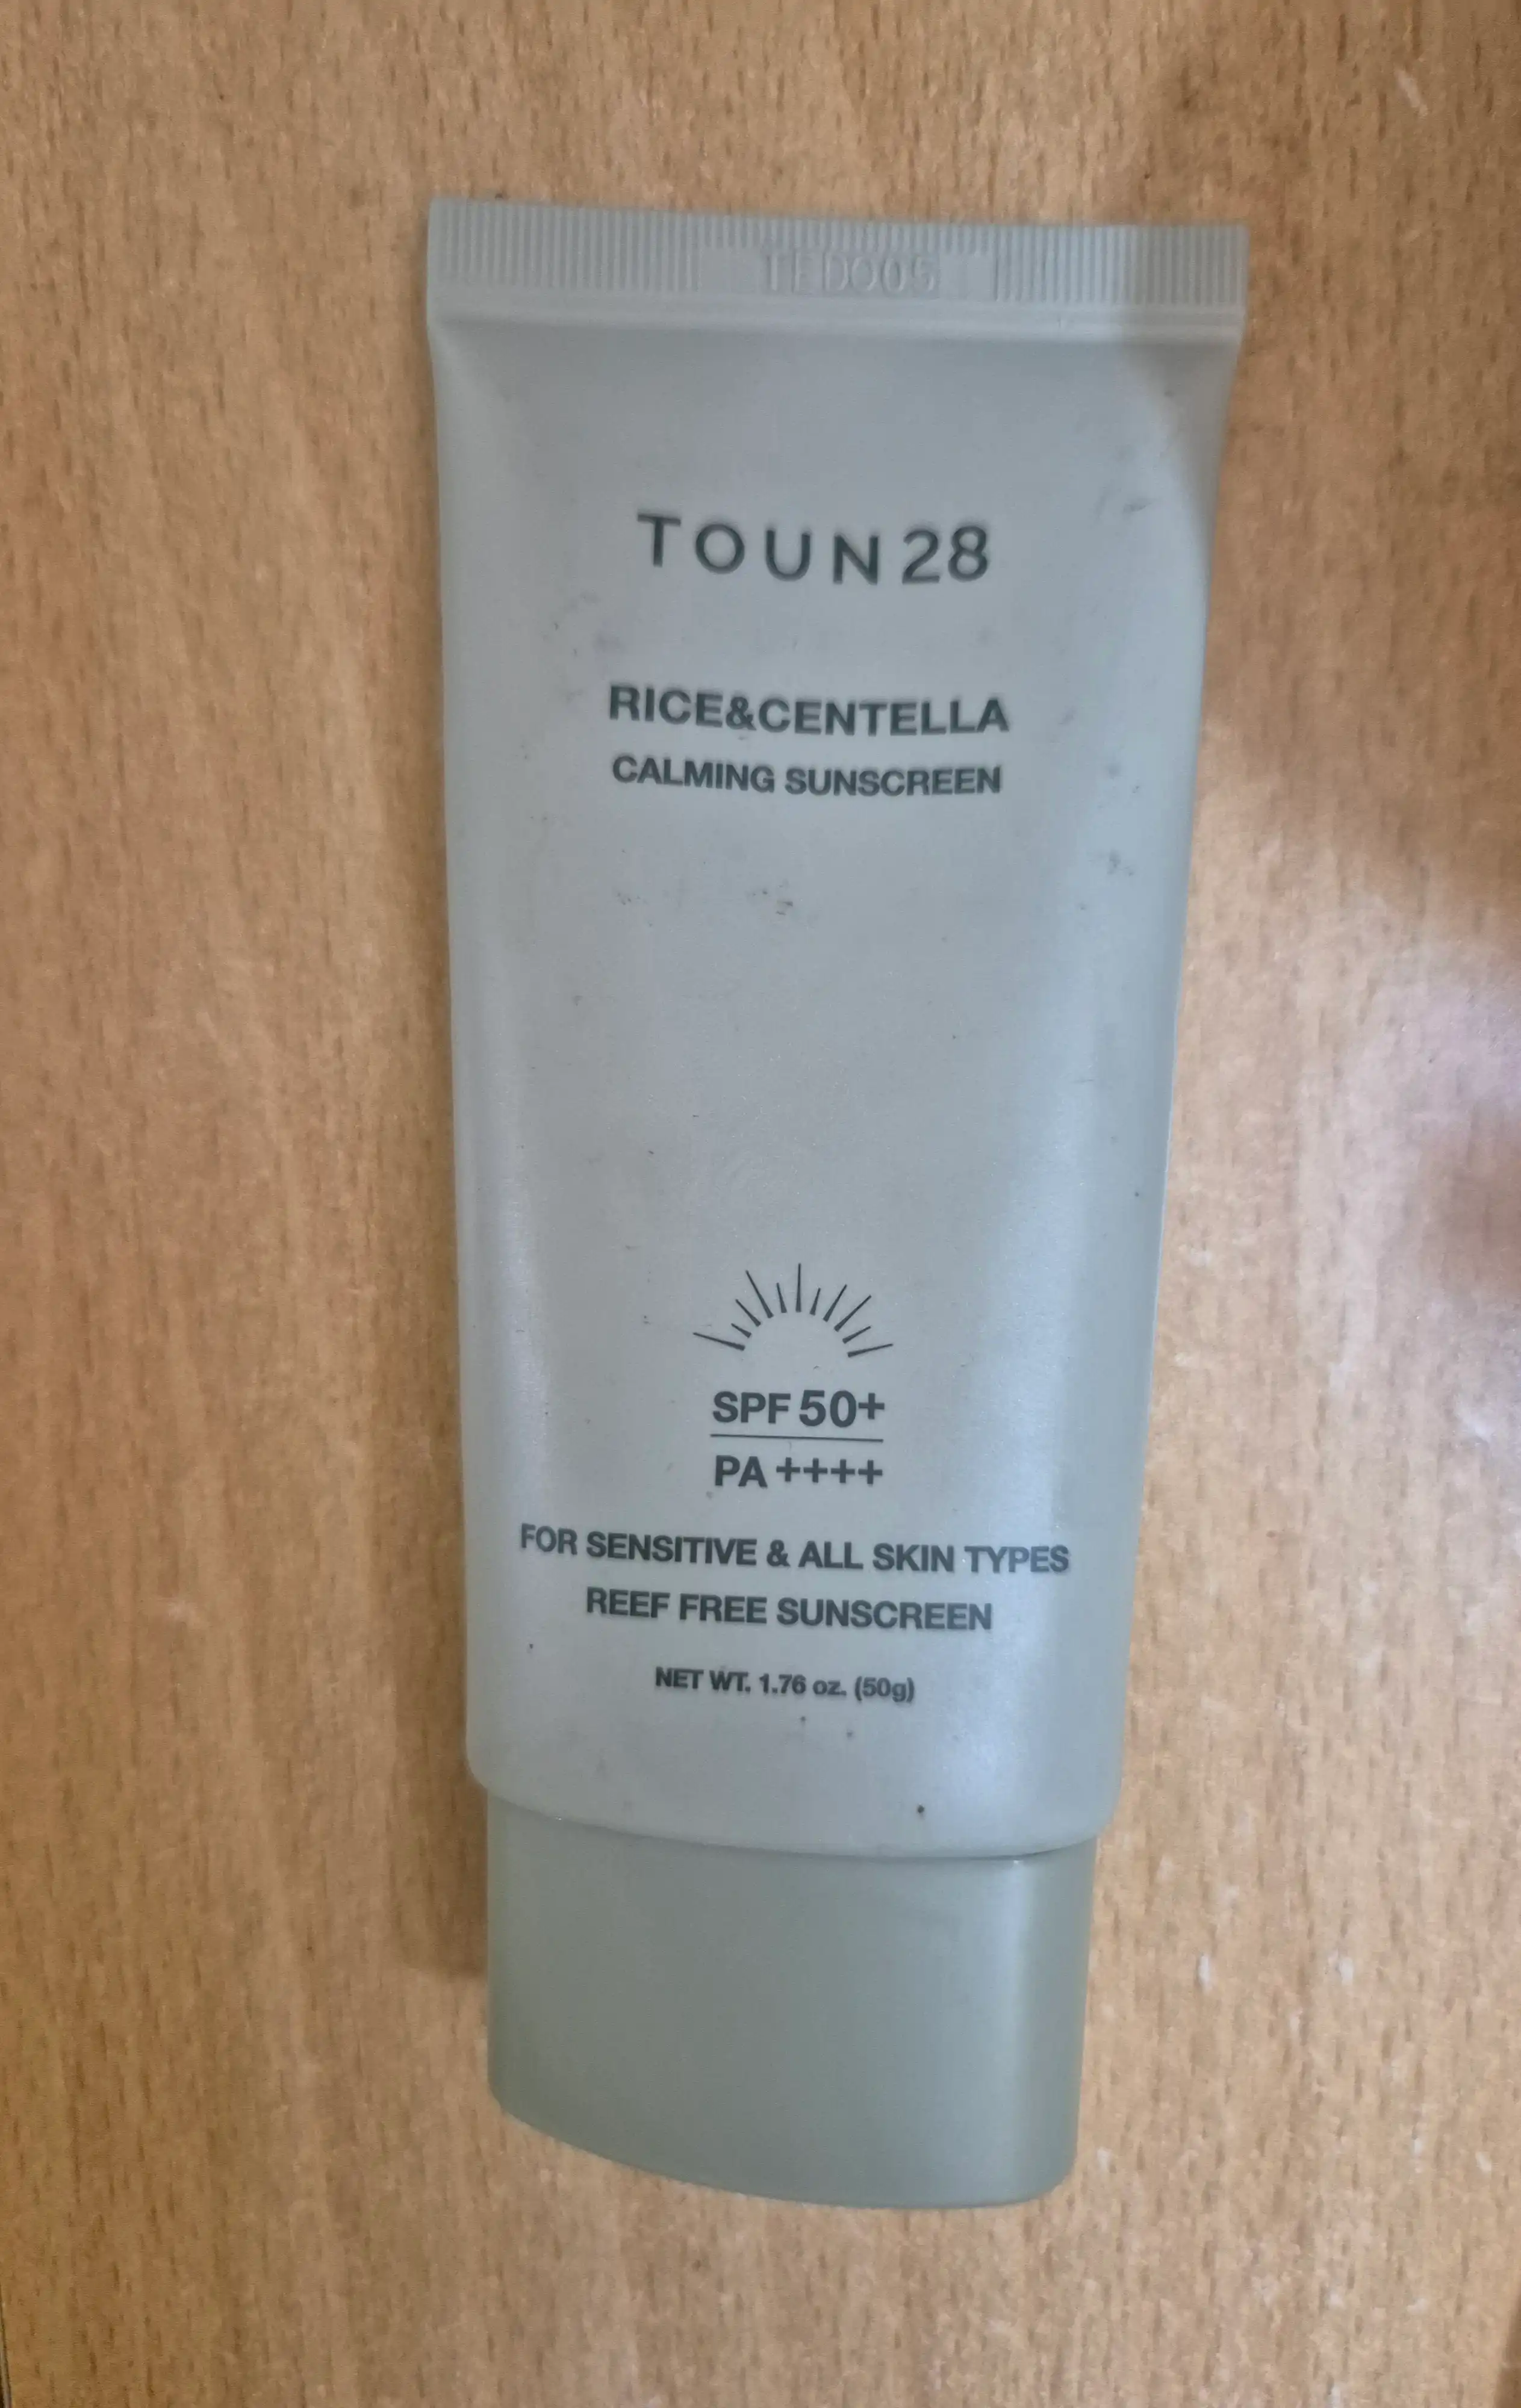 TED005
TOUN28
RICE&CENTELLA
CALMING SUNSCREEN
SPF 50+
PA ++++
FOR SENSITIVE & ALL SKIN TYPES
REEF FREE SUNSCREEN
NET WT. 1.76 oz. (50g)